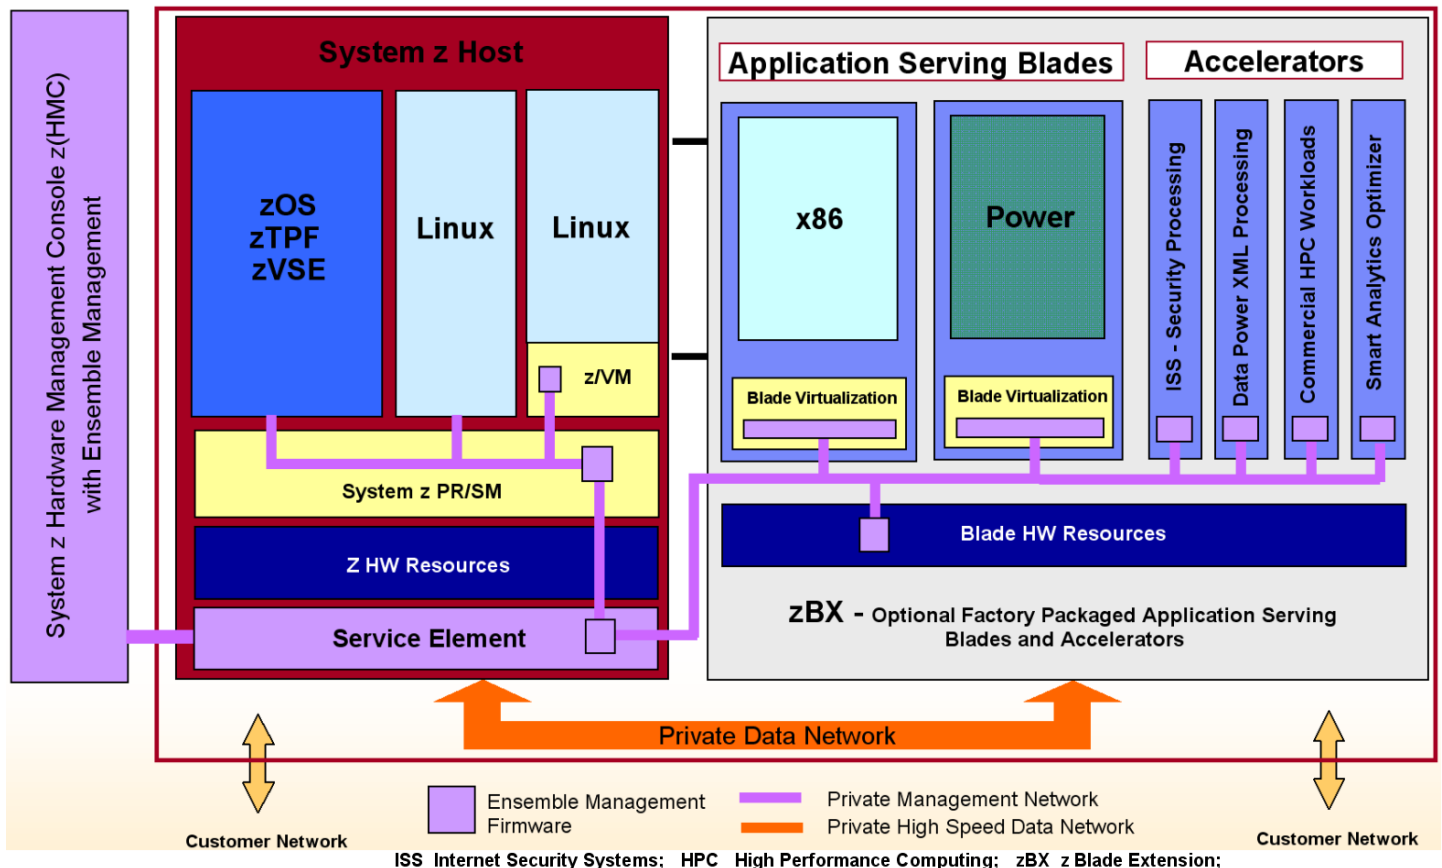 System z Hardware Management Console z(HMC)
with Ensemble Management
System z Host
zOS
zTPF
zVSE
Linux
Linux
z/VM
System z PR/SM
Z HW Resources
Service Element
Application Serving Blades
Accelerators
x86
Power
Blade Virtualization
Blade Virtualization
ISS - Security Processing
Data Power XML Processing
Commercial HPC Workloads
Smart Analytics Optimizer
Blade HW Resources
zBX - Optional Factory Packaged Application Serving
Blades and Accelerators
Private Data Network
Customer Network
Ensemble Management
Firmware
Private Management Network
Private High Speed Data Network
Customer Network
ISS Internet Security Systems; HPC High Performance Computing; zBX z Blade Extension;